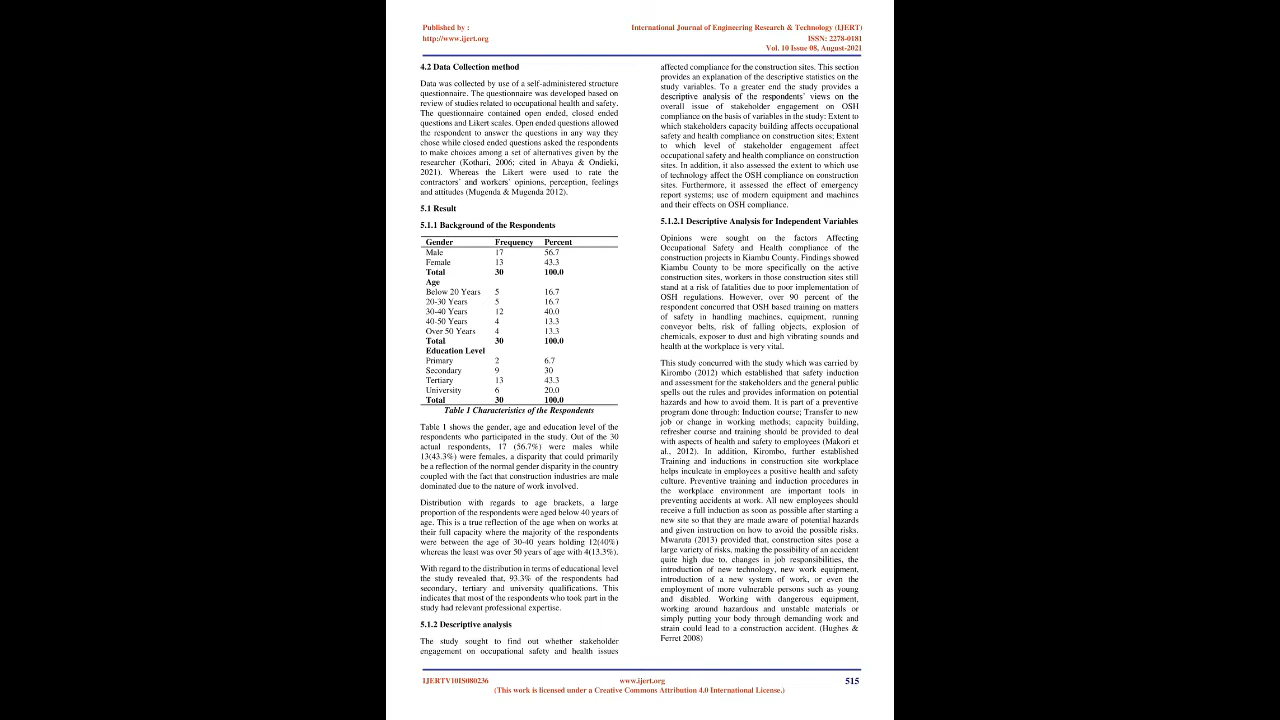 Published by :
http://www.ijert.org
International Journal of Engineering Research & Technology (IJERT)
ISSN: 2278-0181
Vol. 10 Issue 08, August-2021
4.2 Data Collection method
Data was collected by use of a self-administered structure
questionnaire. The questionnaire was developed based on
review of studies related to occupational health and safety.
The questionnaire contained open ended, closed ended
questions and Likert scales. Open ended questions allowed
the respondent to answer the questions in any way they
chose while closed ended questions asked the respondents
to make choices among a set of alternatives given by the
researcher (Kothari, 2006; cited in Abaya & Ondieki,
2021). Whereas the Likert were used to rate the
contractors' and workers' opinions, perception, feelings
and attitudes (Mugenda & Mugenda 2012).
5.1 Result
5.1.1 Background of the Respondents
Gender Frequency Percent
Male 17 56.7
Female 13 43.3
Total 30 100.0
Age
Below 20 Years 5 16.7
20-30 Years 5 16.7
30-40 Years 12 40.0
40-50 Years 4 13.3
Over 50 Years 4 13.3
Total 30 100.0
Education Level
Primary 2 6.7
Secondary 9 30
Tertiary 13 43.3
University 6 20.0
Total 30 100.0
Table 1 Characteristics of the Respondents
Table 1 shows the gender, age and education level of the
respondents who participated in the study. Out of the 30
actual respondents, 17 (56.7%) were males while
13(43.3%) were females, a disparity that could primarily
be a reflection of the normal gender disparity in the country
coupled with the fact that construction industries are male
dominated due to the nature of work involved.
Distribution with regards to age brackets, a large
proportion of the respondents were aged below 40 years of
age. This is a true reflection of the age when on works at
their full capacity where the majority of the respondents
were between the age of 30-40 years holding 12(40%)
whereas the least was over 50 years of age with 4(13.3%).
With regard to the distribution in terms of educational level
the study revealed that, 93.3% of the respondents had
secondary, tertiary and university qualifications. This
indicates that most of the respondents who took part in the
study had relevant professional expertise.
5.1.2 Descriptive analysis
The study sought to find out whether stakeholder
engagement on occupational safety and health issues
affected compliance for the construction sites. This section
provides an explanation of the descriptive statistics on the
study variables. To a greater end the study provides a
descriptive analysis of the respondents' views on the
overall issue of stakeholder engagement on OSH
compliance on the basis of variables in the study: Extent to
which stakeholders capacity building affects occupational
safety and health compliance on construction sites; Extent
to which level of stakeholder engagement affect
occupational safety and health compliance on construction
sites. In addition, it also assessed the extent to which use
of technology affect the OSH compliance on construction
sites. Furthermore, it assessed the effect of emergency
report systems; use of modern equipment and machines
and their effects on OSH compliance.
5.1.2.1 Descriptive Analysis for Independent Variables
Opinions were sought on the factors Affecting
Occupational Safety and Health compliance of the
construction projects in Kiambu County. Findings showed
Kiambu County to be more specifically on the active
construction sites, workers in those construction sites still
stand at a risk of fatalities due to poor implementation of
OSH regulations. However, over 90 percent of the
respondent concurred that OSH based training on matters
of safety in handling machines, equipment, running
conveyor belts, risk of falling objects, explosion of
chemicals, exposer to dust and high vibrating sounds and
health at the workplace is very vital.
This study concurred with the study which was carried by
Kirombo (2012) which established that safety induction
and assessment for the stakeholders and the general public
spells out the rules and provides information on potential
hazards and how to avoid them. It is part of a preventive
program done through: Induction course; Transfer to new
job or change in working methods; capacity building,
refresher course and training should be provided to deal
with aspects of health and safety to employees (Makori et
al., 2012). In addition, Kirombo, further established
Training and inductions in construction site workplace
helps inculcate in employees a positive health and safety
culture. Preventive training and induction procedures in
the workplace environment are important tools in
preventing accidents at work. All new employees should
receive a full induction as soon as possible after starting a
new site so that they are made aware of potential hazards
and given instruction on how to avoid the possible risks.
Mwaruta (2013) provided that, construction sites pose a
large variety of risks, making the possibility of an accident
quite high due to, changes in job responsibilities, the
introduction of new technology, new work equipment,
introduction of a new system of work, or even the
employment of more vulnerable persons such as young
and disabled. Working with dangerous equipment,
working around hazardous and unstable materials or
simply putting your body through demanding work and
strain could lead to a construction accident. (Hughes &
Ferret 2008)
IJERTV10IS080236
www.ijert.org
515
(This work is licensed under a Creative Commons Attribution 4.0 International License.)